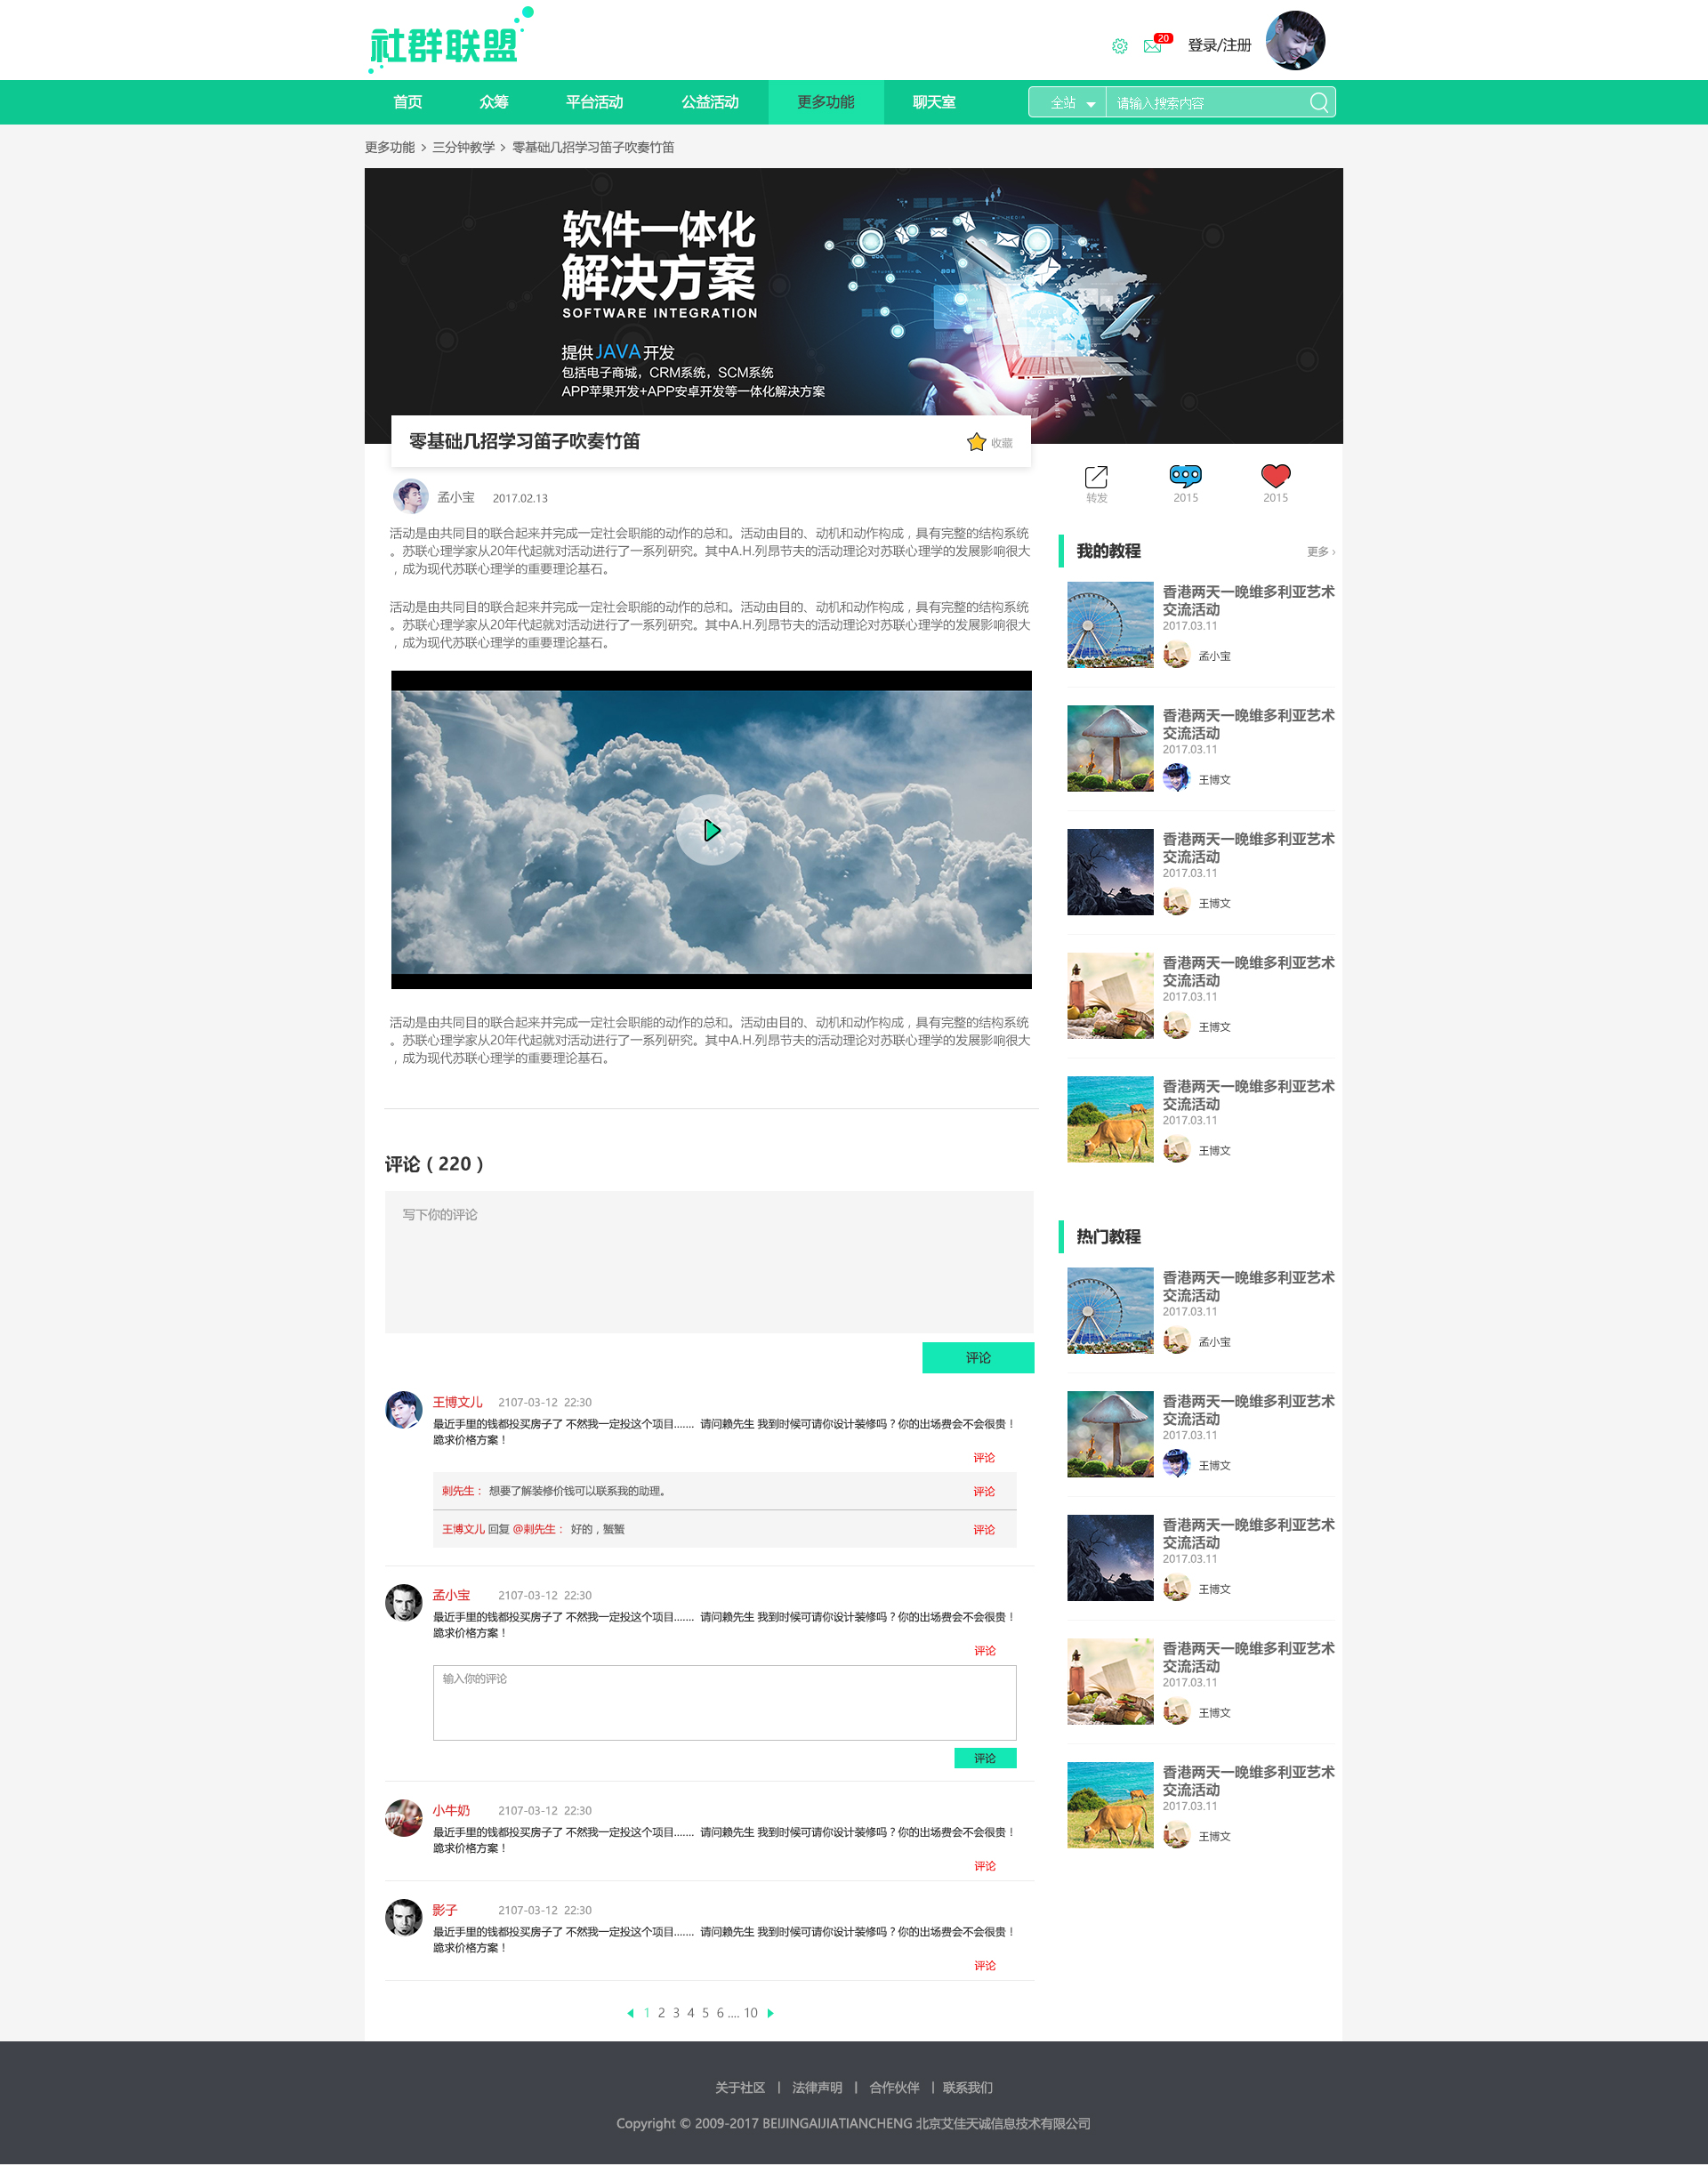 社群联盟
20
登录/注册
首页 众筹 平台活动 公益活动 更多功能 聊天室 全站 请输入搜索内容
更多功能 > 三分钟教学 > 零基础几招学习笛子吹奏竹笛
软件一体化
解决方案
SOFTWARE INTEGRATION
提供JAVA开发
包括电子商城，CRM系统，SCM系统
APP苹果开发+APP安卓开发等一体化解决方案
零基础几招学习笛子吹奏竹笛 收藏
孟小宝 2017.02.13
活动是由共同目的联合起来并完成一定社会职能的动作的总和。活动由目的、动机和动作构成，具有完整的结构系统
。苏联心理学家从20年代起就对活动进行了一系列研究。其中A.H.列昂节夫的活动理论对苏联心理学的发展影响很大
，成为现代苏联心理学的重要理论基石。
活动是由共同目的联合起来并完成一定社会职能的动作的总和。活动由目的、动机和动作构成，具有完整的结构系统
。苏联心理学家从20年代起就对活动进行了一系列研究。其中A.H.列昂节夫的活动理论对苏联心理学的发展影响很大
，成为现代苏联心理学的重要理论基石。
活动是由共同目的联合起来并完成一定社会职能的动作的总和。活动由目的、动机和动作构成，具有完整的结构系统
。苏联心理学家从20年代起就对活动进行了一系列研究。其中A.H.列昂节夫的活动理论对苏联心理学的发展影响很大
，成为现代苏联心理学的重要理论基石。
评论（220）
写下你的评论
评论
王博文儿 2107-03-12 22:30
最近手里的钱都投买房子了 不然我一定投这个项目....... 请问赖先生 我到时候可请你设计装修吗？你的出场费会不会很贵！
跪求价格方案！
评论
剌先生： 想要了解装修价钱可以联系我的助理。 评论
王博文儿 回复 @剌先生： 好的，蟹蟹 评论
孟小宝 2107-03-12 22:30
最近手里的钱都投买房子了 不然我一定投这个项目....... 请问赖先生 我到时候可请你设计装修吗？你的出场费会不会很贵！
跪求价格方案！
评论
输入你的评论
评论
小牛奶 2107-03-12 22:30
最近手里的钱都投买房子了 不然我一定投这个项目....... 请问赖先生 我到时候可请你设计装修吗？你的出场费会不会很贵！
跪求价格方案！
评论
影子 2107-03-12 22:30
最近手里的钱都投买房子了 不然我一定投这个项目....... 请问赖先生 我到时候可请你设计装修吗？你的出场费会不会很贵！
跪求价格方案！
评论
1 2 3 4 5 6 .... 10
转发 2015 2015
我的教程 更多 ›
香港两天一晚维多利亚艺术
交流活动
2017.03.11
孟小宝
香港两天一晚维多利亚艺术
交流活动
2017.03.11
王博文
香港两天一晚维多利亚艺术
交流活动
2017.03.11
王博文
香港两天一晚维多利亚艺术
交流活动
2017.03.11
王博文
香港两天一晚维多利亚艺术
交流活动
2017.03.11
王博文
热门教程
香港两天一晚维多利亚艺术
交流活动
2017.03.11
孟小宝
香港两天一晚维多利亚艺术
交流活动
2017.03.11
王博文
香港两天一晚维多利亚艺术
交流活动
2017.03.11
王博文
香港两天一晚维多利亚艺术
交流活动
2017.03.11
王博文
香港两天一晚维多利亚艺术
交流活动
2017.03.11
王博文
关于社区 | 法律声明 | 合作伙伴 | 联系我们
Copyright © 2009-2017 BEIJINGAIJIATIANCHENG 北京艾佳天诚信息技术有限公司